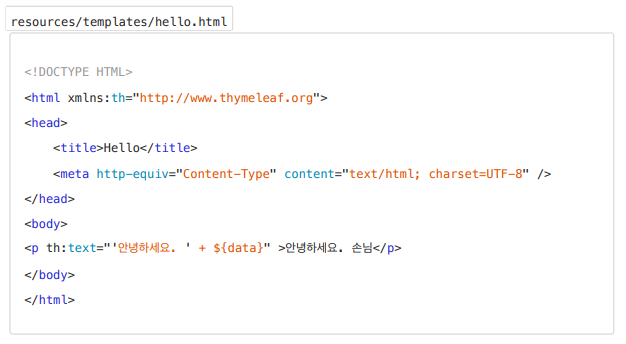 resources/templates/hello.html
<!DOCTYPE HTML>
<html xmlns:th="http://www.thymeleaf.org">
<head>
    <title>Hello</title>
    <meta http-equiv="Content-Type" content="text/html; charset=UTF-8" />
</head>
<body>
<p th:text="'안녕하세요. ' + ${data}" >안녕하세요. 손님</p>
</body>
</html>